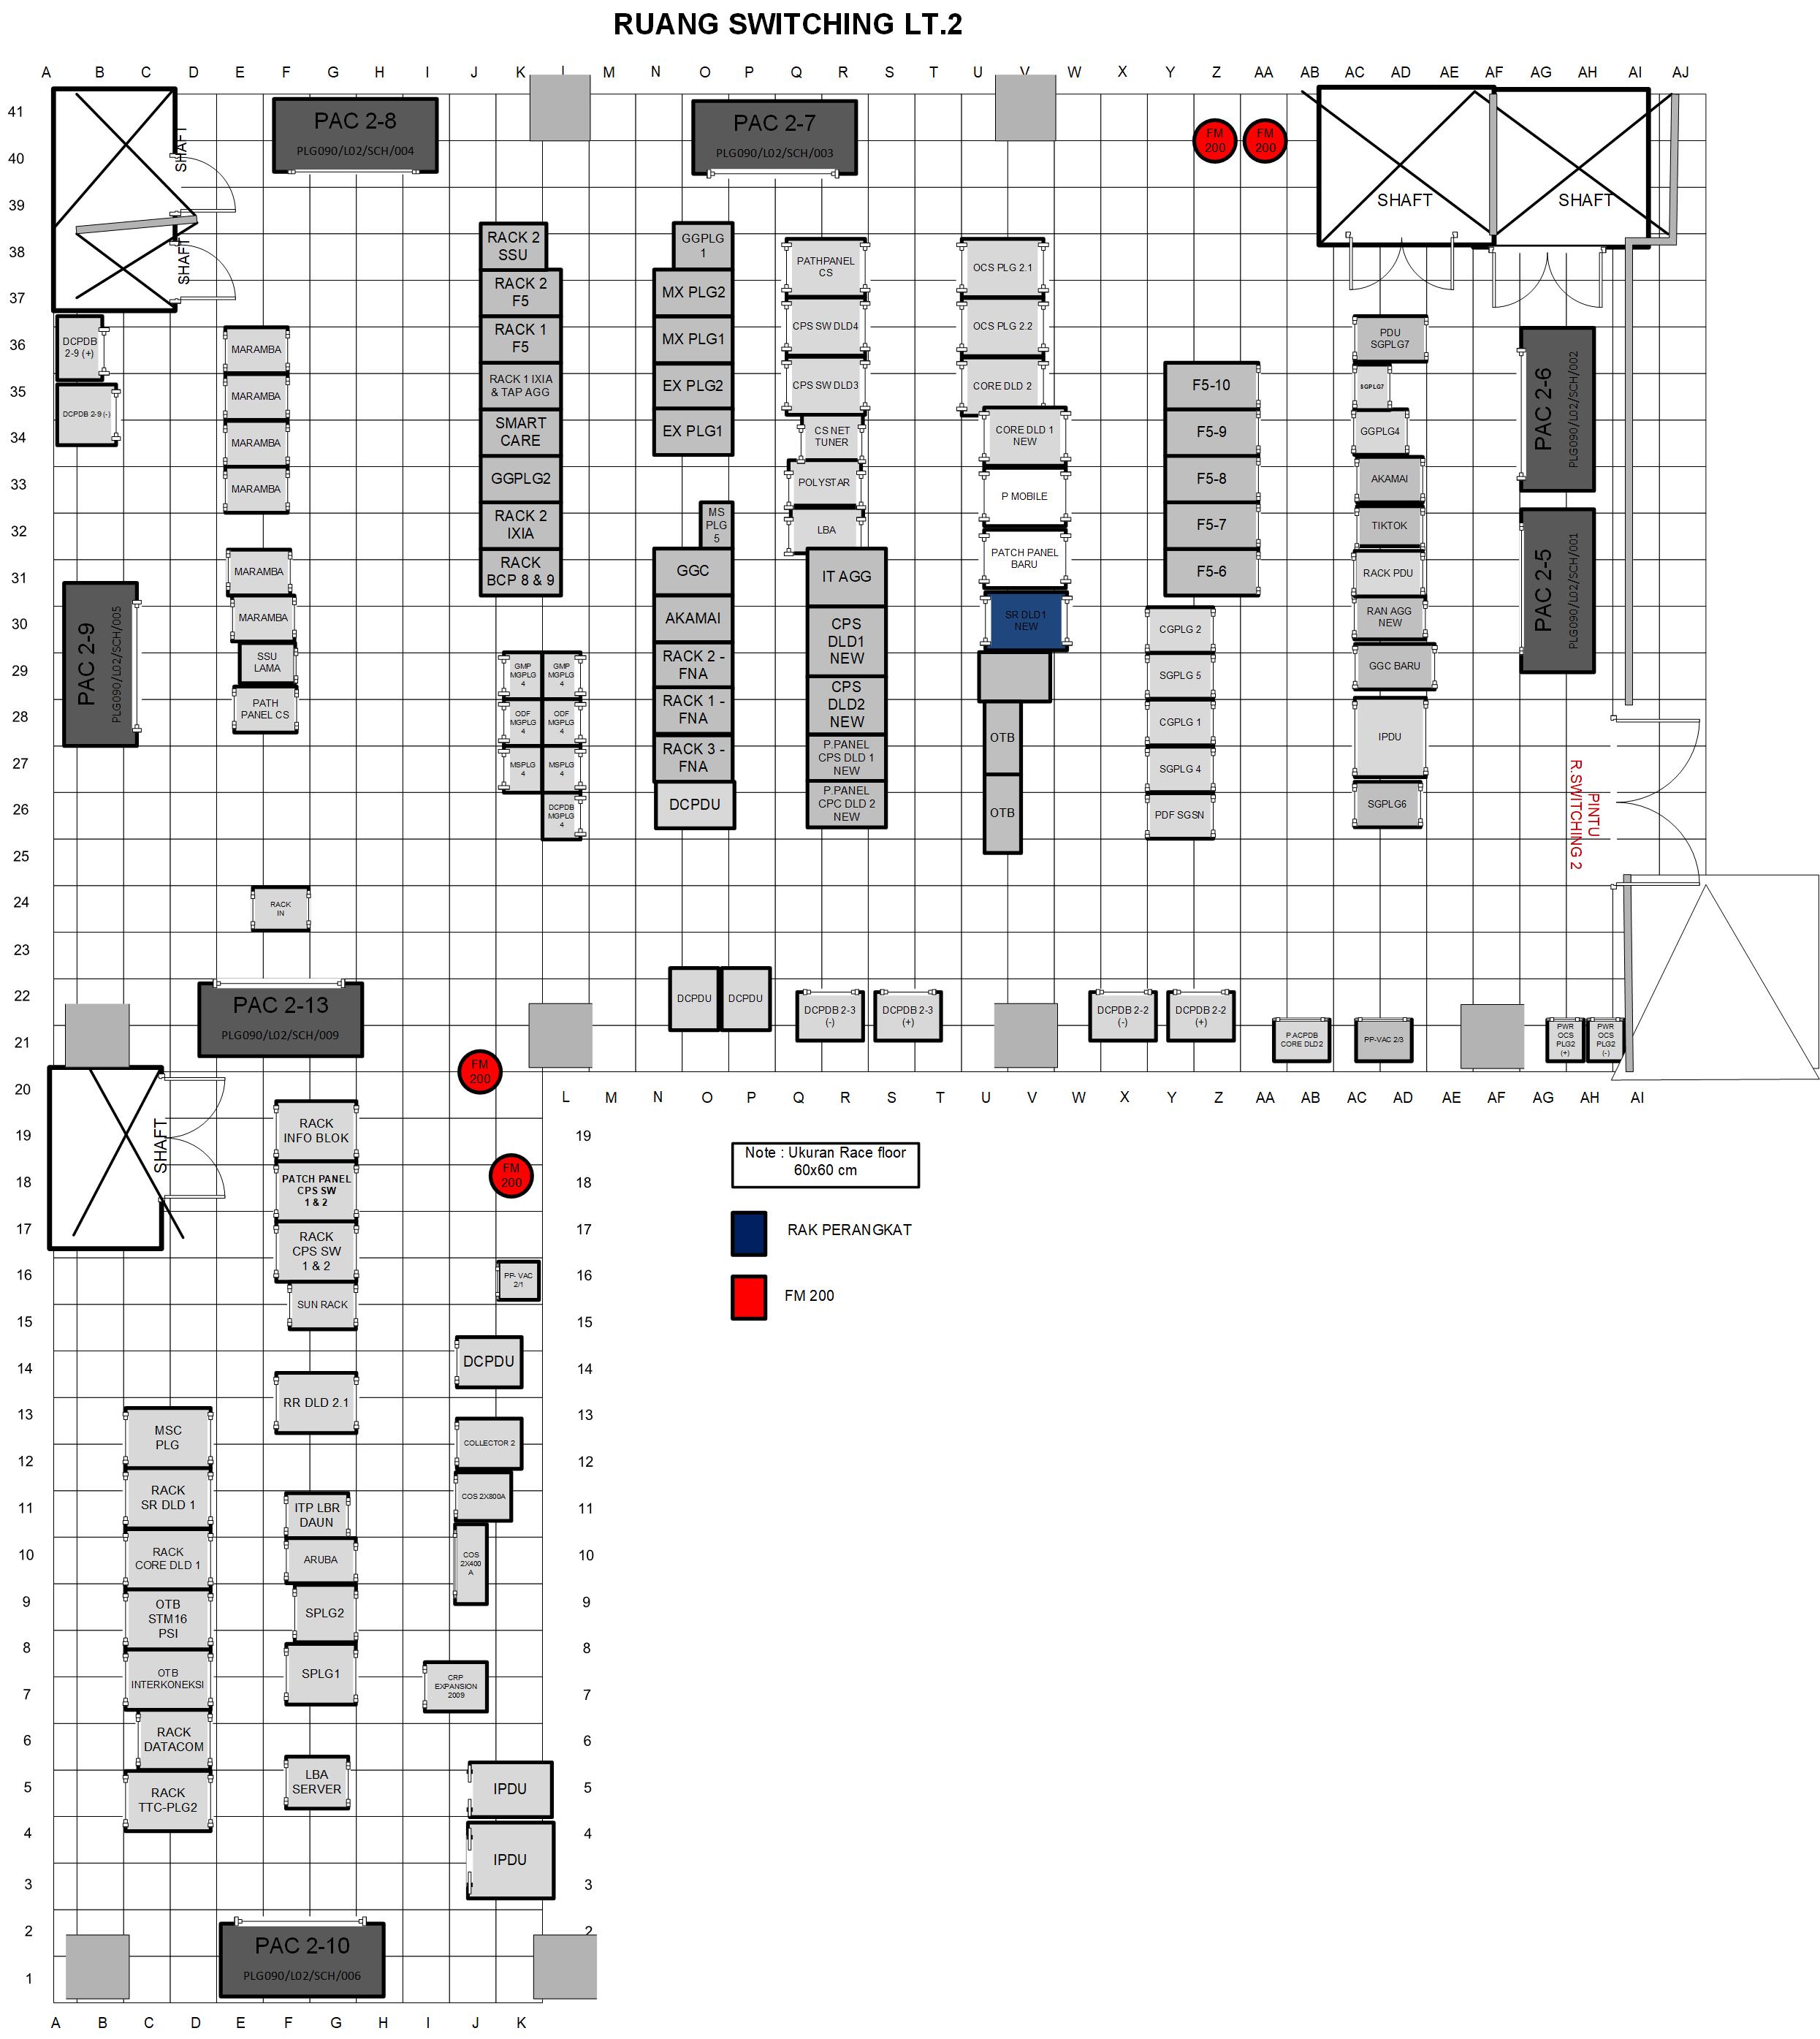 RUANG SWITCHING LT.2
A B C D E F G H I J K L M N O P Q R S T U V W X Y Z AA AB AC AD AE AF AG AH AI AJ
41
40
39
38
37
36
35
34
33
32
31
30
29
28
27
26
25
24
23
22
21
20
19
18
17
16
15
14
13
12
11
10
9
8
7
6
5
4
3
2
1
SHAFT
SHAFT
PAC 2-8
PLG090/L02/SCH/004
PAC 2-7
PLG090/L02/SCH/003
FM
200
FM
200
SHAFT
SHAFT
DCPDB
2-9 (+)
DCPDB 2-9 (-)
PAC 2-9
PLG090/L02/SCH/005
MARAMBA
MARAMBA
MARAMBA
MARAMBA
MARAMBA
MARAMBA
SSU
LAMA
PATH
PANEL CS
RACK
IN
RACK 2
SSU
RACK 2
F5
RACK 1
F5
RACK 1 IXIA
& TAP AGG
SMART
CARE
GGPLG2
RACK 2
IXIA
RACK
BCP 8 & 9
GMP
MGPLG
4
GMP
MGPLG
4
ODF
MGPLG
4
ODF
MGPLG
4
MSPLG
4
MSPLG
4
DCPDB
MGPLG
4
GGPLG
1
MX PLG2
MX PLG1
EX PLG2
EX PLG1
MS
PLG
5
GGC
AKAMAI
RACK 2 -
FNA
RACK 1 -
FNA
RACK 3 -
FNA
DCPDU
PATHPANEL
CS
CPS SW DLD4
CPS SW DLD3
CS NET
TUNER
POLYSTAR
LBA
IT AGG
CPS
DLD1
NEW
CPS
DLD2
NEW
P.PANEL
CPS DLD 1
NEW
P.PANEL
CPC DLD 2
NEW
OCS PLG 2.1
OCS PLG 2.2
CORE DLD 2
CORE DLD 1
NEW
P MOBILE
PATCH PANEL
BARU
SR DLD1
NEW
OTB
OTB
F5-10
F5-9
F5-8
F5-7
F5-6
CGPLG 2
SGPLG 5
CGPLG 1
SGPLG 4
PDF SGSN
PDU
SGPLG7
SGPLG7
GGPLG4
AKAMAI
TIKTOK
RACK PDU
RAN AGG
NEW
GGC BARU
IPDU
SGPLG6
PAC 2-6
PLG090/L02/SCH/002
PAC 2-5
PLG090/L02/SCH/001
PINTU
R.SWITCHING 2
PAC 2-13
PLG090/L02/SCH/009
DCPDU
DCPDU
DCPDB 2-3
(-)
DCPDB 2-3
(+)
DCPDB 2-2
(-)
DCPDB 2-2
(+)
P.ACPDB
CORE DLD2
PP-VAC 2/3
PWR
OCS
PLG2
(+)
PWR
OCS
PLG2
(-)
FM
200
L M N O P Q R S T U V W X Y Z AA AB AC AD AE AF AG AH AI
SHAFT
RACK
INFO BLOK
PATCH PANEL
CPS SW
1 & 2
RACK
CPS SW
1 & 2
SUN RACK
RR DLD 2.1
FM
200
PP- VAC
2/1
Note : Ukuran Race floor
60x60 cm
RAK PERANGKAT
FM 200
DCPDU
COLLECTOR 2
COS 2X800A
COS
2X400
A
CRP
EXPANSION
2009
IPDU
IPDU
MSC
PLG
RACK
SR DLD 1
RACK
CORE DLD 1
OTB
STM16
PSI
OTB
INTERKONEKSI
RACK
DATACOM
RACK
TTC-PLG2
ITP LBR
DAUN
ARUBA
SPLG2
SPLG1
LBA
SERVER
19
18
17
16
15
14
13
12
11
10
9
8
7
6
5
4
3
2
PAC 2-10
PLG090/L02/SCH/006
A B C D E F G H I J K